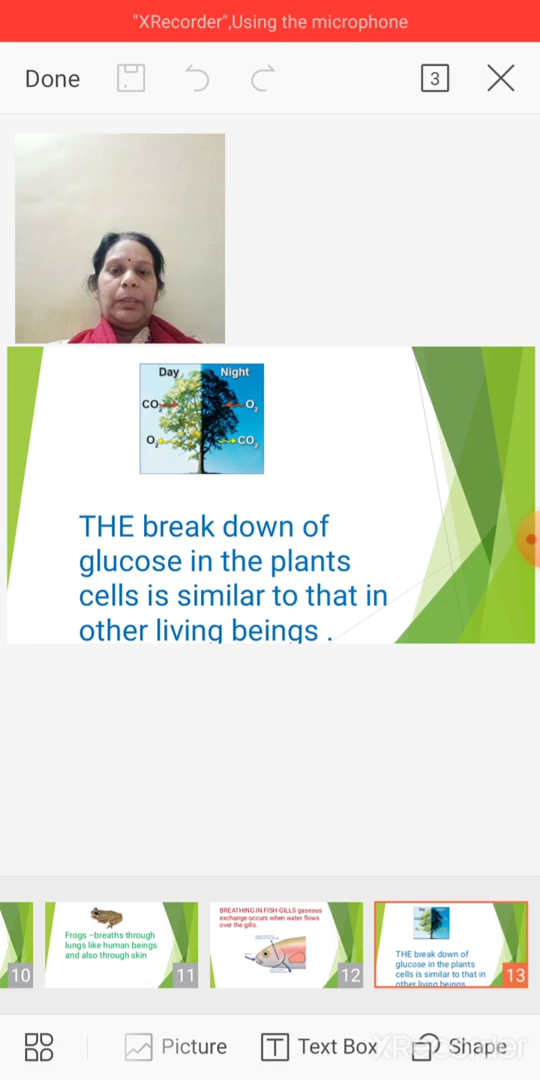 "XRecorder",Using the microphone
Done
3
Day
Night
CO2
O2
O2
CO2
THE break down of
glucose in the plants
cells is similar to that in
other living beings .
10
Frogs –breaths through
lungs like human beings
and also through skin
11
BREATHING IN FISH-GILLS gaseous
exchange occurs when water flows
over the gills.
12
THE break down of
glucose in the plants
cells is similar to that in
other living beings
13
Picture
Text Box
Shape
XRecorder